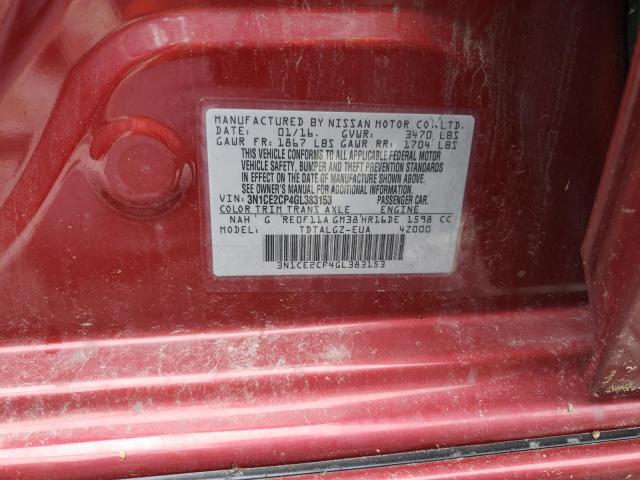 MANUFACTURED BY NISSAN MOTOR CO., LTD.
DATE: 01/16. GVWR: 3470 LBS
GAWR FR: 1867 LBS GAWR RR: 1704 LBS
THIS VEHICLE CONFORMS TO ALL APPLICABLE FEDERAL MOTOR
VEHICLE SAFETY, BUMPER AND THEFT PREVENTION STANDARDS
IN EFFECT ON THE DATE OF MANUFACTURE SHOWN ABOVE.
SEE OWNER'S MANUAL FOR ADDITIONAL INFORMATION.
VIN: 3N1CE2CP4GL383153 PASSENGER CAR.
COLOR TRIM TRANS AXLE ENGINE
NAH G RE0F11A GM38 HR16DE 1598 CC
MODEL: TDTALGZ-EUA 4Z000
3N1CE2CP4GL383153